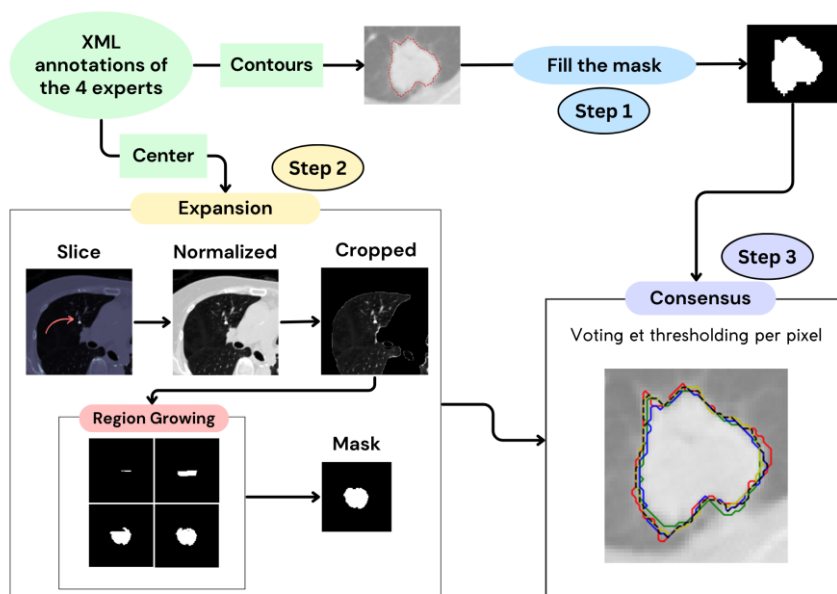 XML
annotations of
the 4 experts
Contours
Fill the mask
Step 1
Center
Step 2
Expansion
Slice
Normalized
Cropped
Region Growing
Mask
Step 3
Consensus
Voting et thresholding per pixel